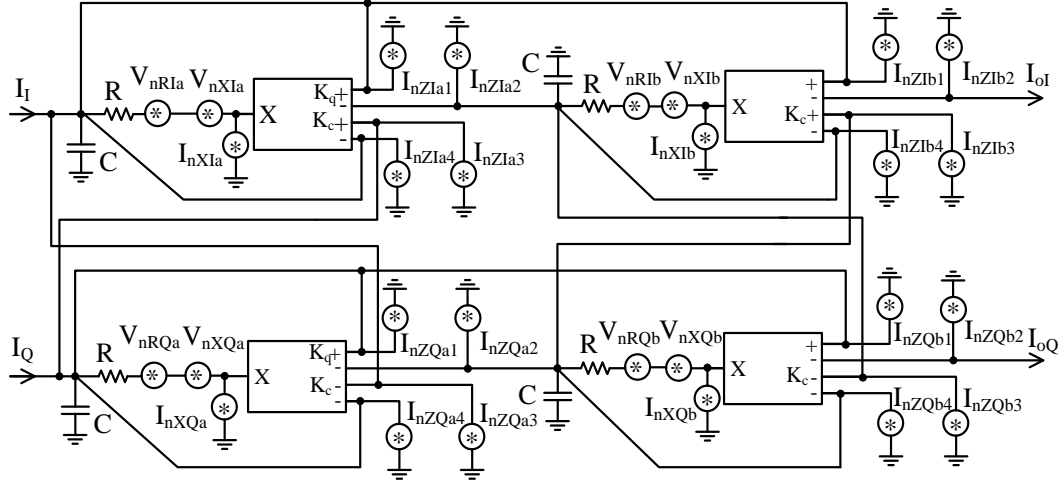 I_I
R
V_nRIa
V_nXIa
X
K_q+
-
K_c+
-
I_nZIa1
I_nZIa2
C
I_nXIa
I_nZIa4
I_nZIa3
C
R
V_nRIb
V_nXIb
X
+
-
K_c+
-
I_nZIb1
I_nZIb2
I_oI
I_nXIb
I_nZIb4
I_nZIb3
I_Q
R
V_nRQa
V_nXQa
X
K_q+
-
K_c-
-
I_nZQa1
I_nZQa2
C
I_nXQa
I_nZQa4
I_nZQa3
R
V_nRQb
V_nXQb
X
+
-
K_c-
-
I_nZQb1
I_nZQb2
I_oQ
C
I_nXQb
I_nZQb4
I_nZQb3